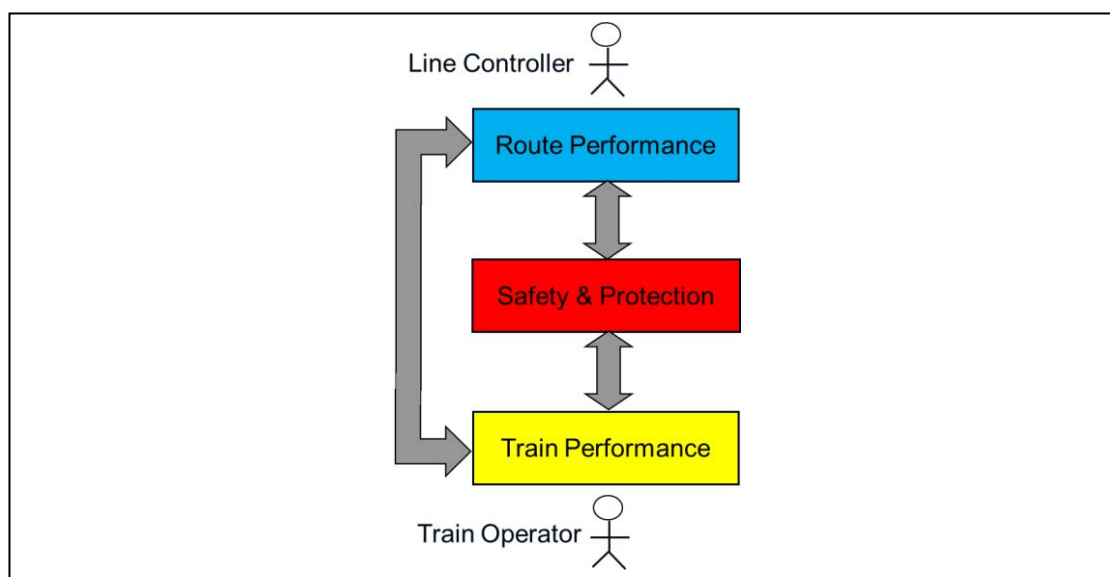 Line Controller
Route Performance
Safety & Protection
Train Performance
Train Operator